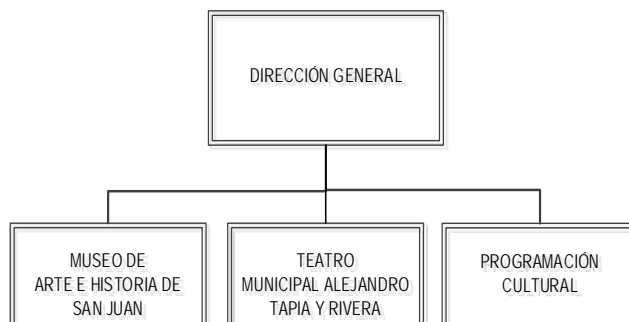 DIRECCIÓN GENERAL
MUSEO DE
ARTE E HISTORIA DE
SAN JUAN
TEATRO
MUNICIPAL ALEJANDRO
TAPIA Y RIVERA
PROGRAMACIÓN
CULTURAL